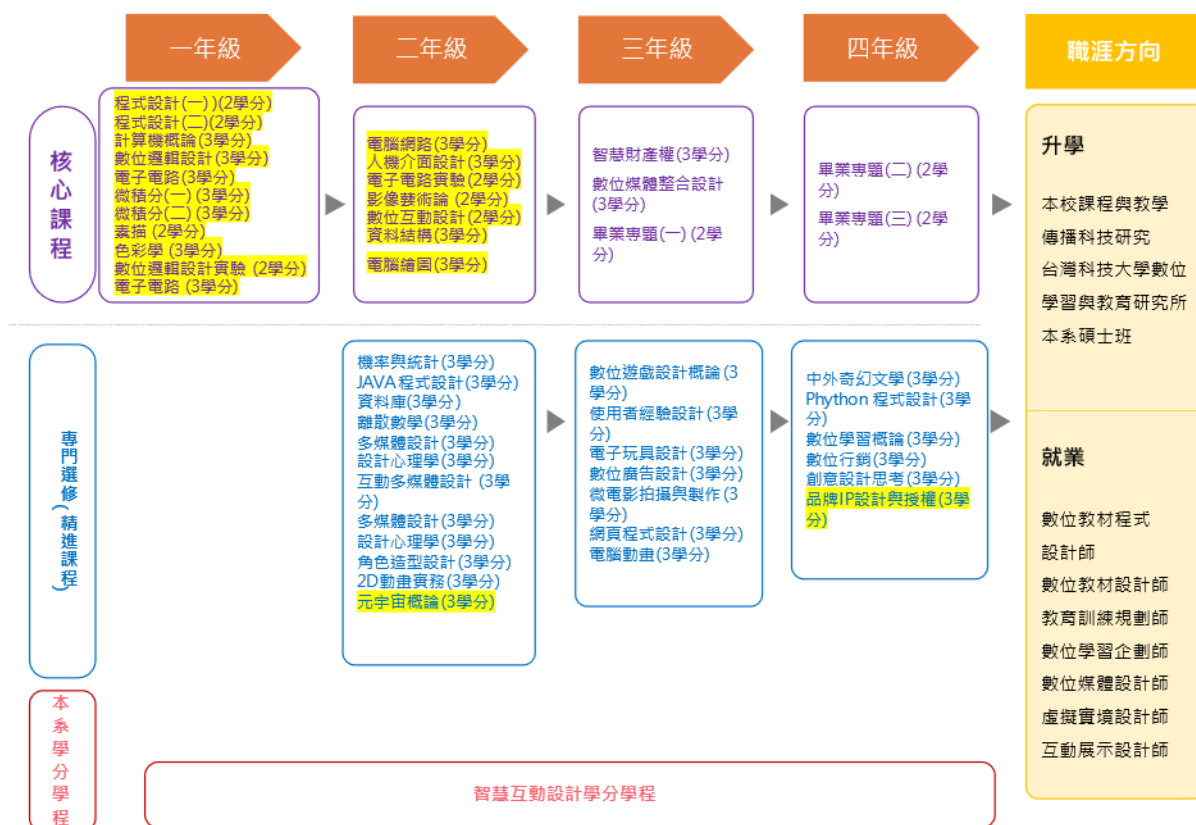 一年級
二年級
三年級
四年級
職涯方向
核心課程
程式設計(一) )(2學分)
程式設計(二)(2學分)
計算機概論(3學分)
數位邏輯設計(3學分)
電子電路(3學分)
微積分(一) (3學分)
微積分(二) (3學分)
素描 (2學分)
色彩學 (3學分)
數位邏輯設計實驗 (2學分)
電子電路 (3學分)
電腦網路(3學分)
人機介面設計(3學分)
電子電路實驗(2學分)
影像藝術論 (2學分)
數位互動設計(2學分)
資料結構(3學分)
電腦繪圖(3學分)
智慧財產權(3學分)
數位媒體整合設計
(3學分)
畢業專題(一) (2學
分)
畢業專題(二) (2學
分)
畢業專題(三) (2學
分)
升學
本校課程與教學
傳播科技研究
台灣科技大學數位
學習與教育研究所
本系碩士班
專門選修(精進課程)
機率與統計(3學分)
JAVA程式設計(3學分)
資料庫(3學分)
離散數學(3學分)
多媒體設計(3學分)
設計心理學(3學分)
互動多媒體設計 (3學
分)
多媒體設計(3學分)
設計心理學(3學分)
角色造型設計(3學分)
2D動畫實務(3學分)
元宇宙概論(3學分)
數位遊戲設計概論(3
學分)
使用者經驗設計(3學
分)
電子玩具設計(3學分)
數位廣告設計(3學分)
微電影拍攝與製作(3
學分)
網頁程式設計(3學分)
電腦動畫(3學分)
中外奇幻文學(3學分)
Phython 程式設計(3學
分)
數位學習概論(3學分)
數位行銷(3學分)
創意設計思考(3學分)
品牌IP設計與授權(3學
分)
就業
數位教材程式
設計師
數位教材設計師
教育訓練規劃師
數位學習企劃師
數位媒體設計師
虛擬實境設計師
互動展示設計師
本系學分學程
智慧互動設計學分學程